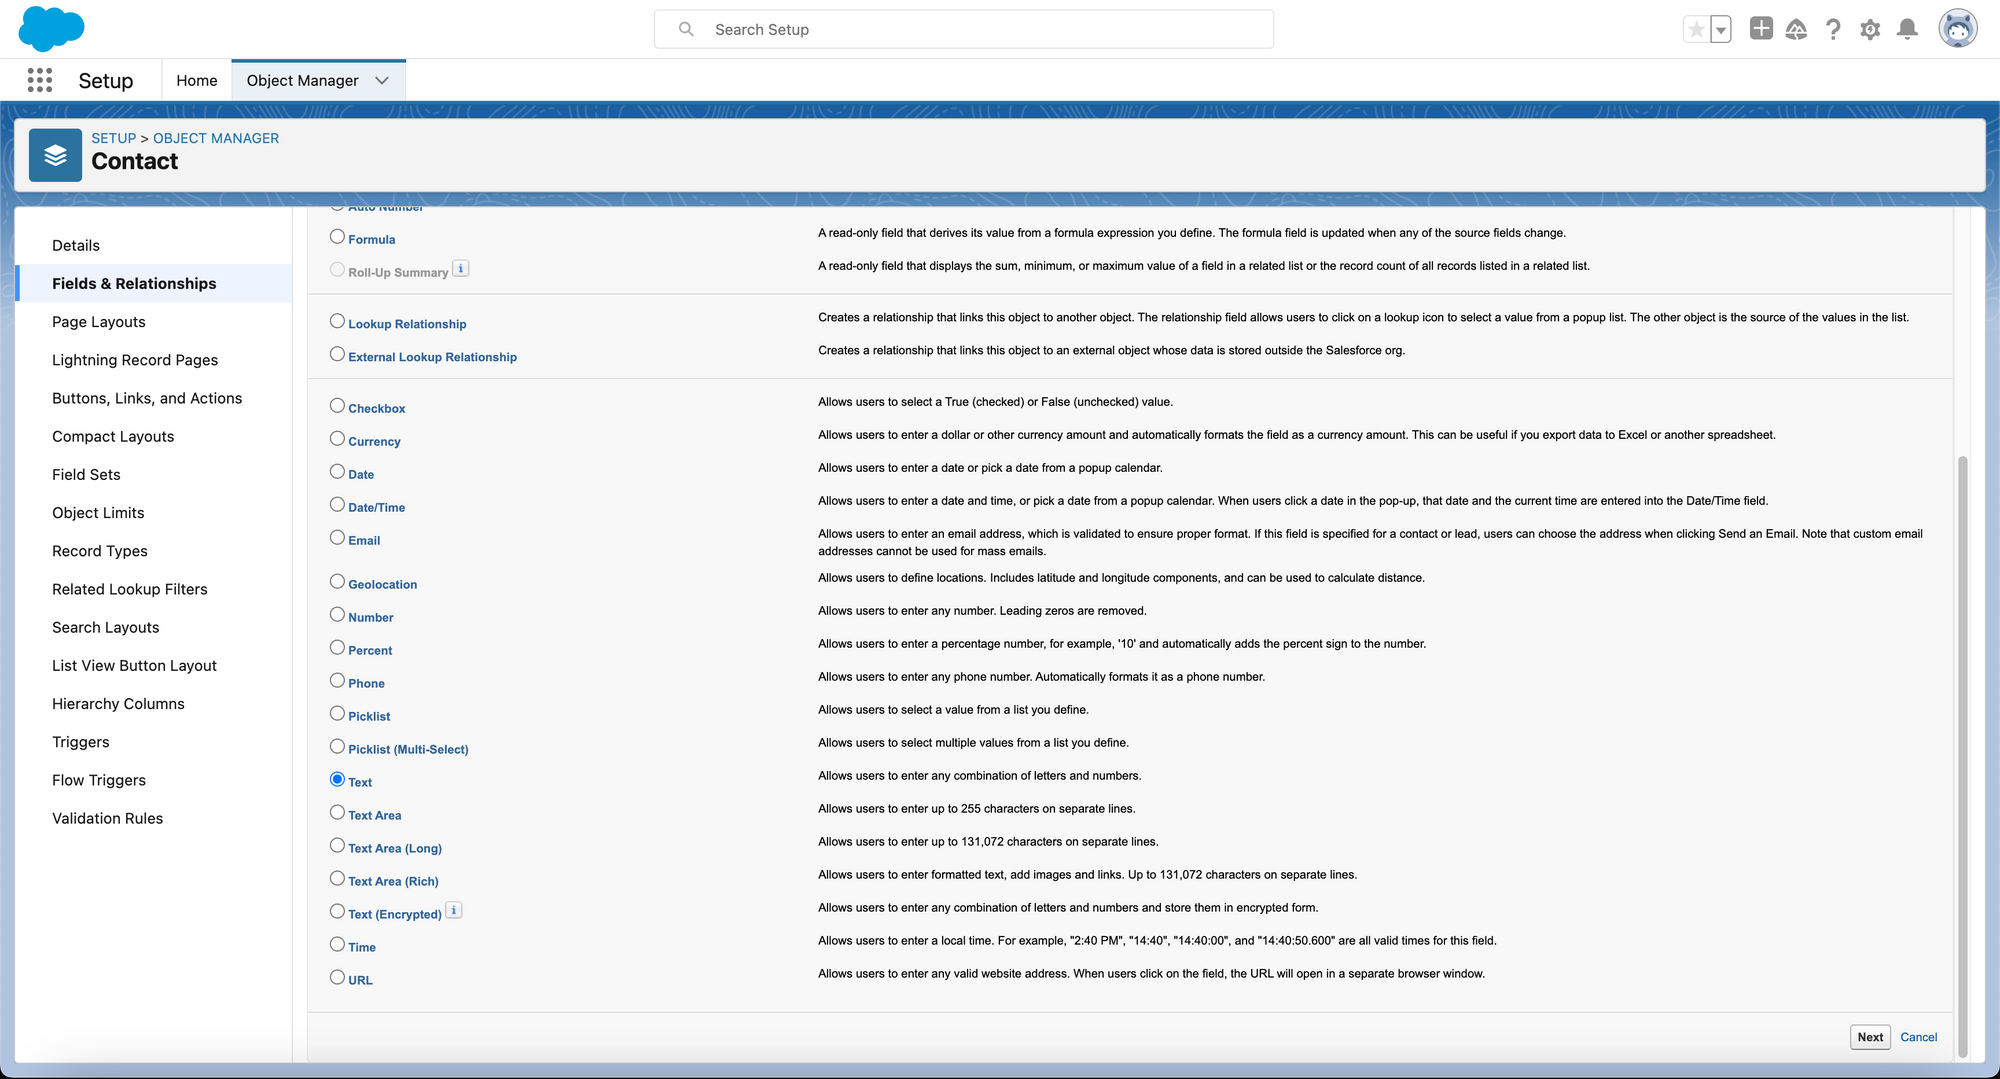 Search Setup
Setup
Home
Object Manager
SETUP > OBJECT MANAGER
Contact
Details
Fields & Relationships
Page Layouts
Lightning Record Pages
Buttons, Links, and Actions
Compact Layouts
Field Sets
Object Limits
Record Types
Related Lookup Filters
Search Layouts
List View Button Layout
Hierarchy Columns
Triggers
Flow Triggers
Validation Rules
Auto Number
Formula
A read-only field that derives its value from a formula expression you define. The formula field is updated when any of the source fields change.
Roll-Up Summary i
A read-only field that displays the sum, minimum, or maximum value of a field in a related list or the record count of all records listed in a related list.
Lookup Relationship
Creates a relationship that links this object to another object. The relationship field allows users to click on a lookup icon to select a value from a popup list. The other object is the source of the values in the list.
External Lookup Relationship
Creates a relationship that links this object to an external object whose data is stored outside the Salesforce org.
Checkbox
Allows users to select a True (checked) or False (unchecked) value.
Currency
Allows users to enter a dollar or other currency amount and automatically formats the field as a currency amount. This can be useful if you export data to Excel or another spreadsheet.
Date
Allows users to enter a date or pick a date from a popup calendar.
Date/Time
Allows users to enter a date and time, or pick a date from a popup calendar. When users click a date in the pop-up, that date and the current time are entered into the Date/Time field.
Email
Allows users to enter an email address, which is validated to ensure proper format. If this field is specified for a contact or lead, users can choose the address when clicking Send an Email. Note that custom email
addresses cannot be used for mass emails.
Geolocation
Allows users to define locations. Includes latitude and longitude components, and can be used to calculate distance.
Number
Allows users to enter any number. Leading zeros are removed.
Percent
Allows users to enter a percentage number, for example, '10' and automatically adds the percent sign to the number.
Phone
Allows users to enter any phone number. Automatically formats it as a phone number.
Picklist
Allows users to select a value from a list you define.
Picklist (Multi-Select)
Allows users to select multiple values from a list you define.
Text
Allows users to enter any combination of letters and numbers.
Text Area
Allows users to enter up to 255 characters on separate lines.
Text Area (Long)
Allows users to enter up to 131,072 characters on separate lines.
Text Area (Rich)
Allows users to enter formatted text, add images and links. Up to 131,072 characters on separate lines.
Text (Encrypted) i
Allows users to enter any combination of letters and numbers and store them in encrypted form.
Time
Allows users to enter a local time. For example, "2:40 PM", "14:40", "14:40:00", and "14:40:50.600" are all valid times for this field.
URL
Allows users to enter any valid website address. When users click on the field, the URL will open in a separate browser window.
Next
Cancel